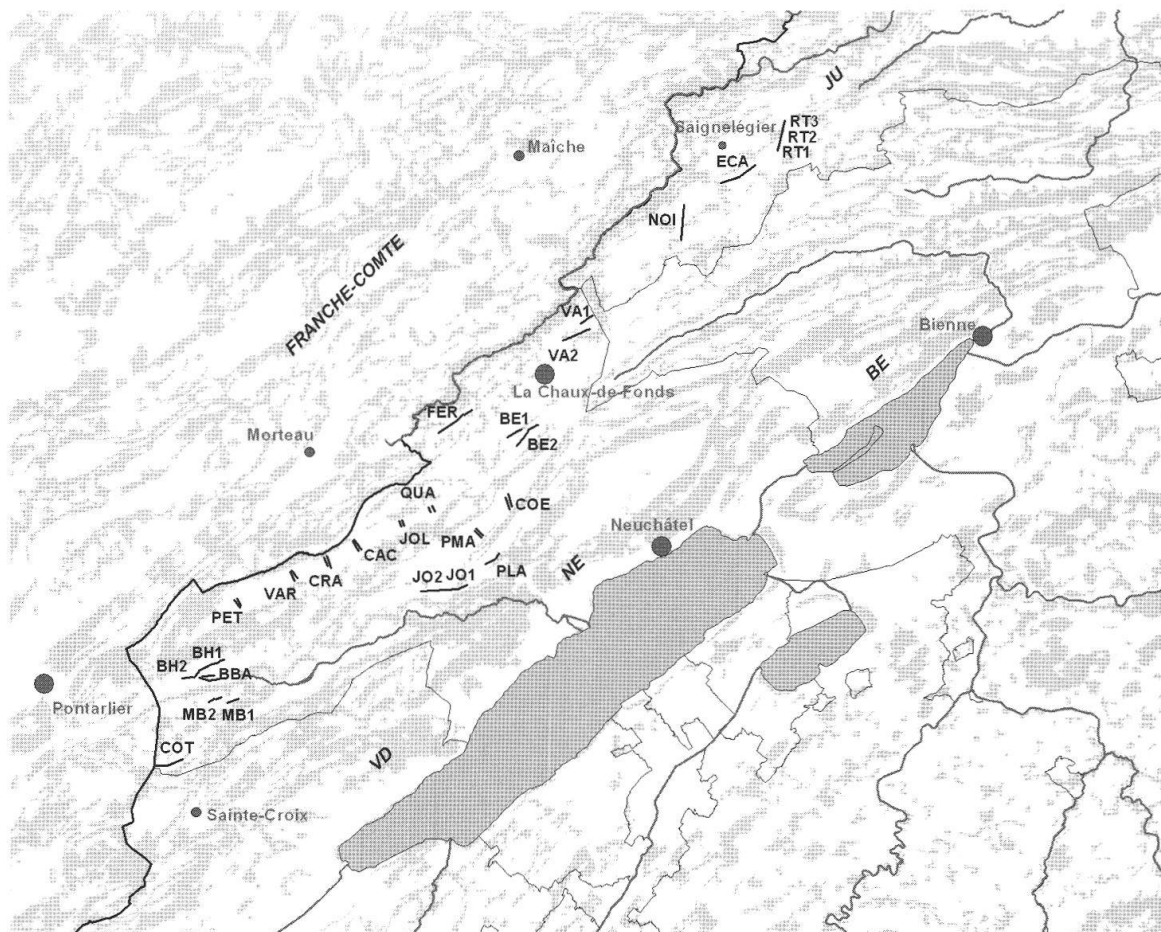 JU
RT3
Saignelégier
RT2
Maîche
RT1
ECA
NOI
FRANCHE-COMTE
VA1
Bienne
VA2
BE
La Chaux-de-Fonds
FER
BE1
Morteau
BE2
QUA
COE
Neuchâtel
JOL
PMA
CAC
NE
PLA
CRA
JO2
JO1
VAR
PET
BH1
BH2
BBA
Pontarlier
MB2
MB1
COT
VD
Sainte-Croix